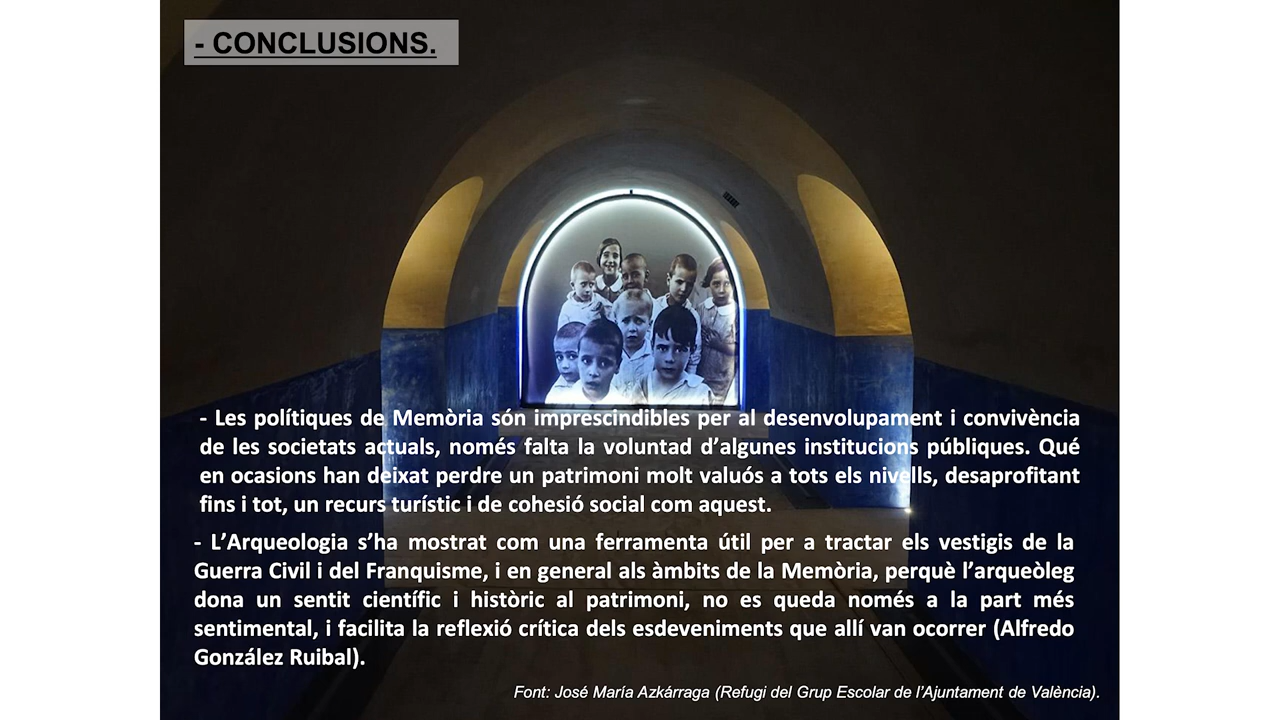 - CONCLUSIONS.
- Les polítiques de Memòria són imprescindibles per al desenvolupament i convivència
de les societats actuals, només falta la voluntad d’algunes institucions públiques. Qué
en ocasions han deixat perdre un patrimoni molt valuós a tots els nivells, desaprofitant
fins i tot, un recurs turístic i de cohesió social com aquest.
- L’Arqueologia s’ha mostrat com una ferramenta útil per a tractar els vestigis de la
Guerra Civil i del Franquisme, i en general als àmbits de la Memòria, perquè l’arqueòleg
dona un sentit científic i històric al patrimoni, no es queda només a la part més
sentimental, i facilita la reflexió crítica dels esdeveniments que allí van ocorrer (Alfredo
González Ruibal).
Font: José María Azkárraga (Refugi del Grup Escolar de l’Ajuntament de València).